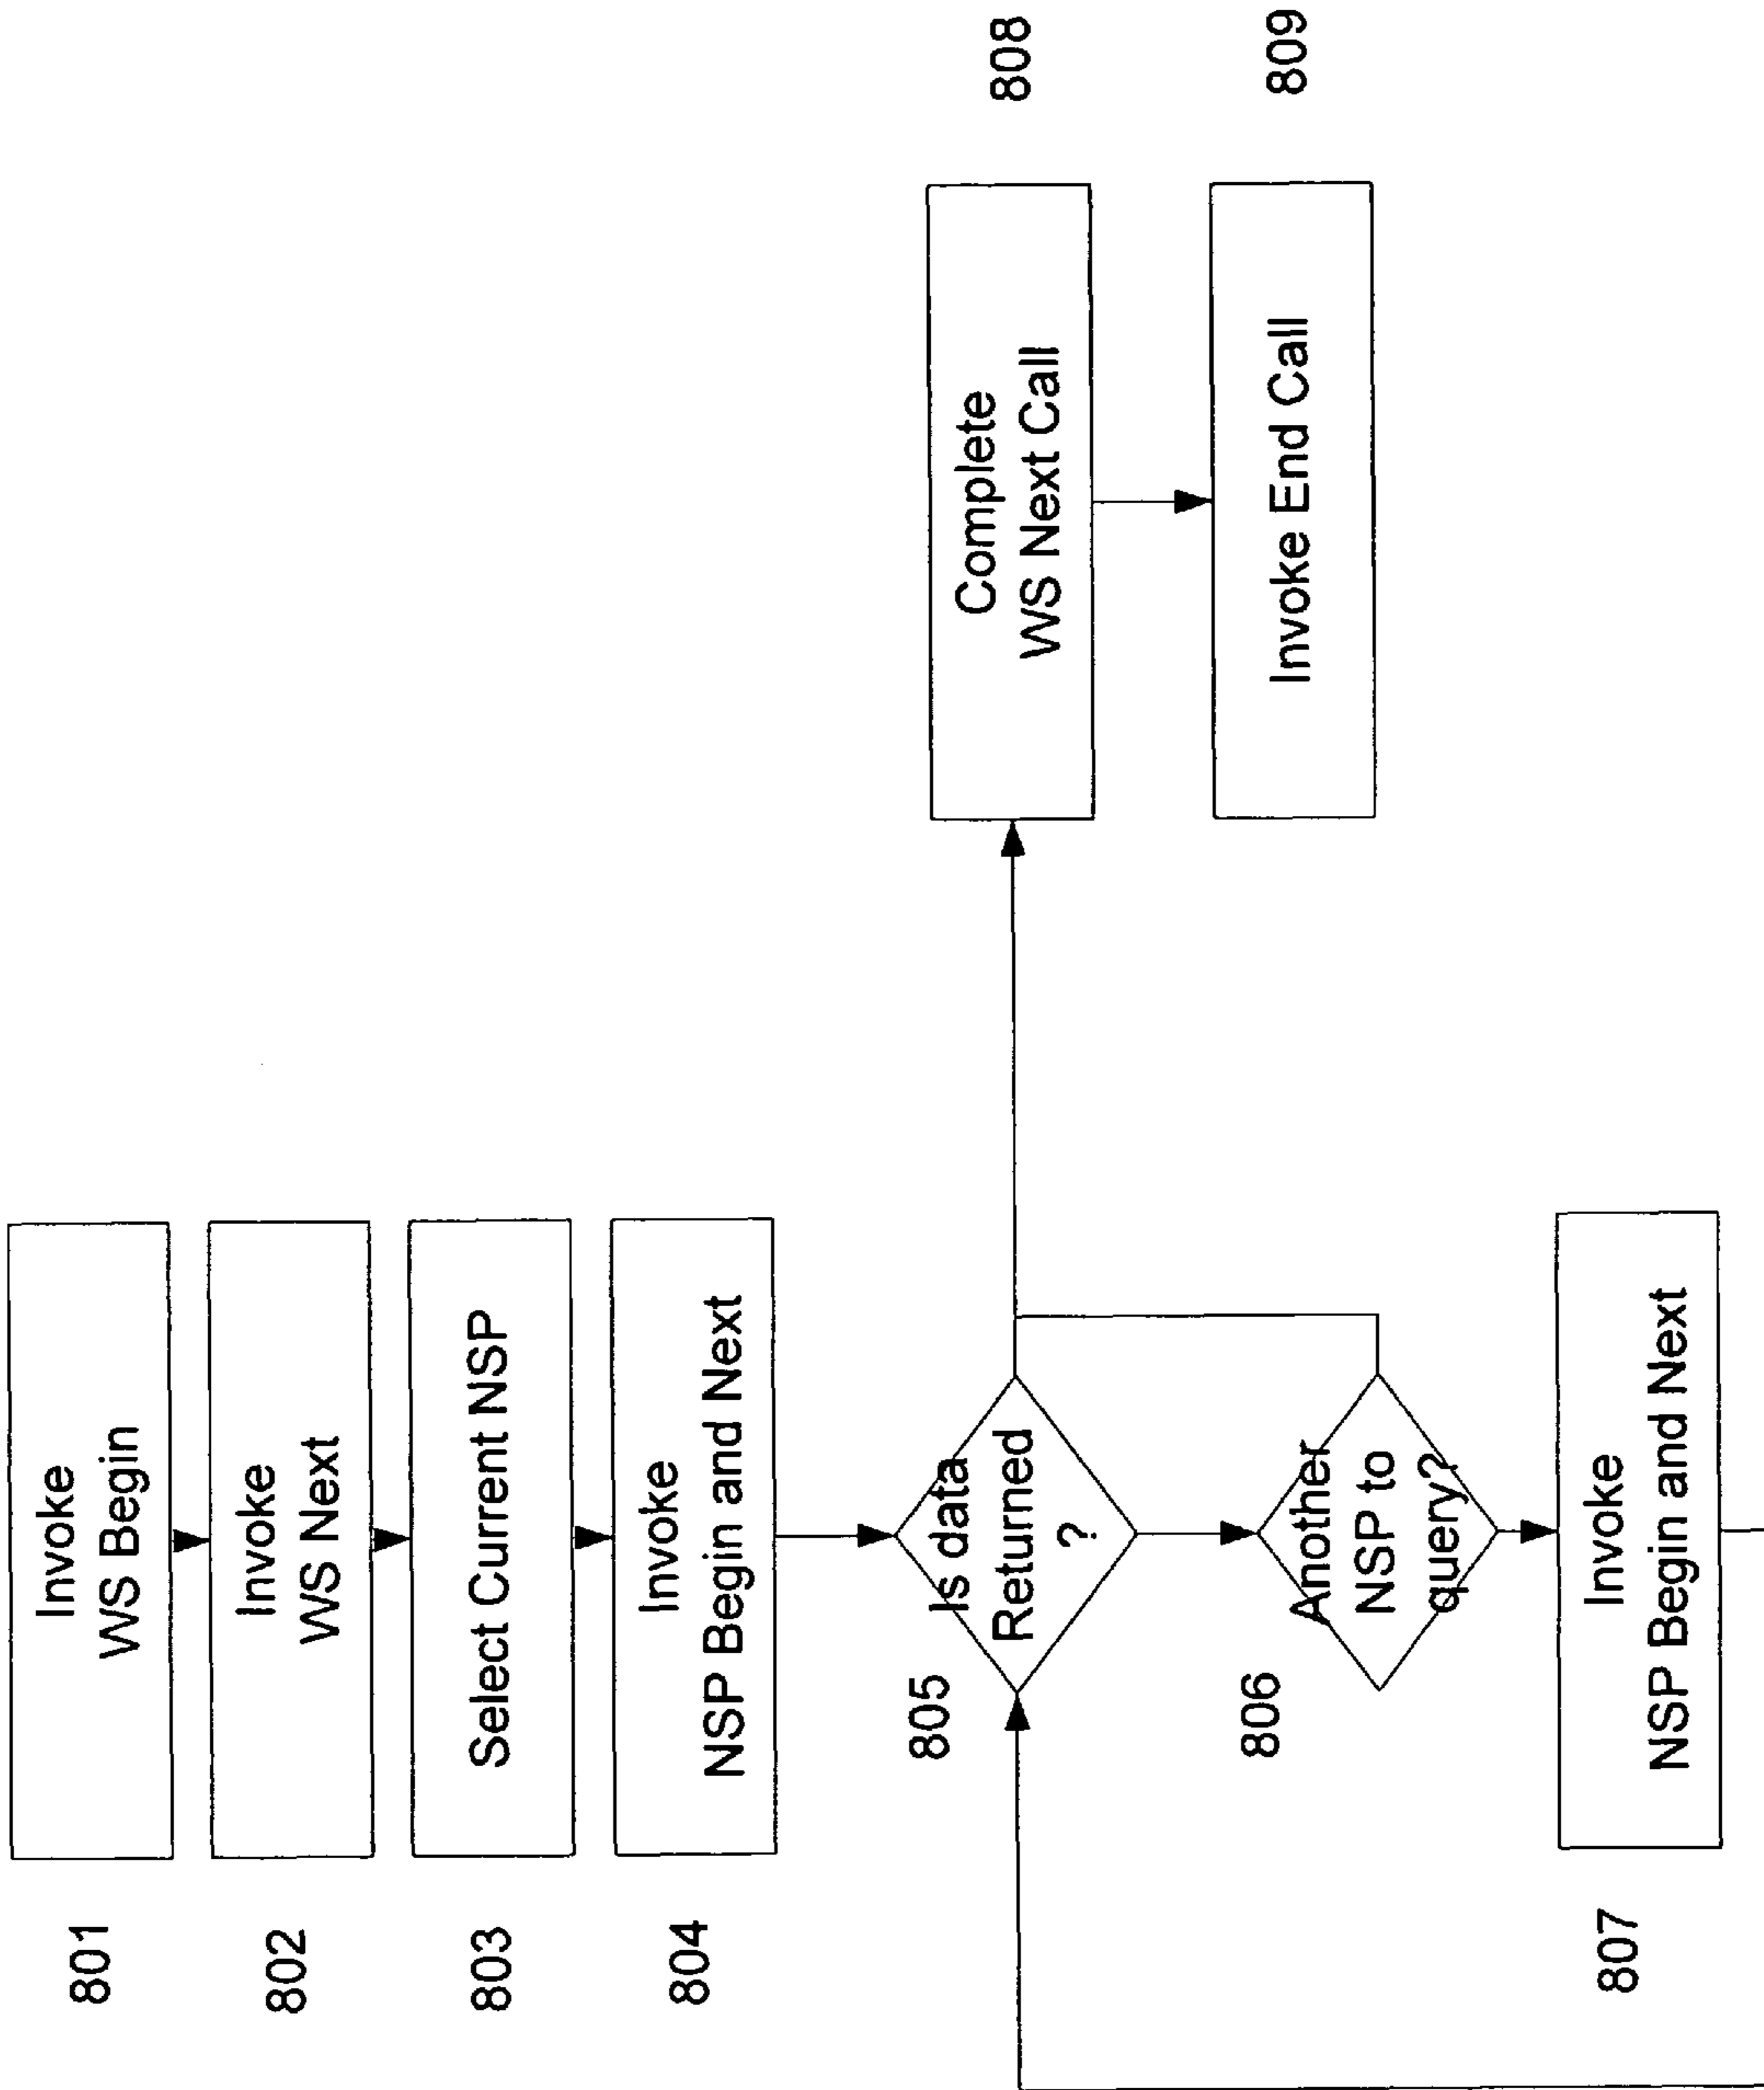 801
Invoke
WS Begin
802
Invoke
WS Next
803
Select Current NSP
804
Invoke
NSP Begin and Next
805
Is data
Returned
?
806
Another
NSP to
query?
807
Invoke
NSP Begin and Next
Complete
WS Next Call
808
Invoke End Call
809